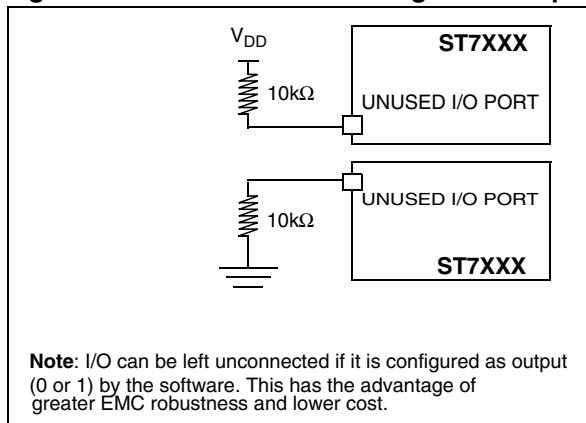 V_DD
ST7XXX
10kΩ
UNUSED I/O PORT
UNUSED I/O PORT
10kΩ
ST7XXX
Note: I/O can be left unconnected if it is configured as output
(0 or 1) by the software. This has the advantage of
greater EMC robustness and lower cost.